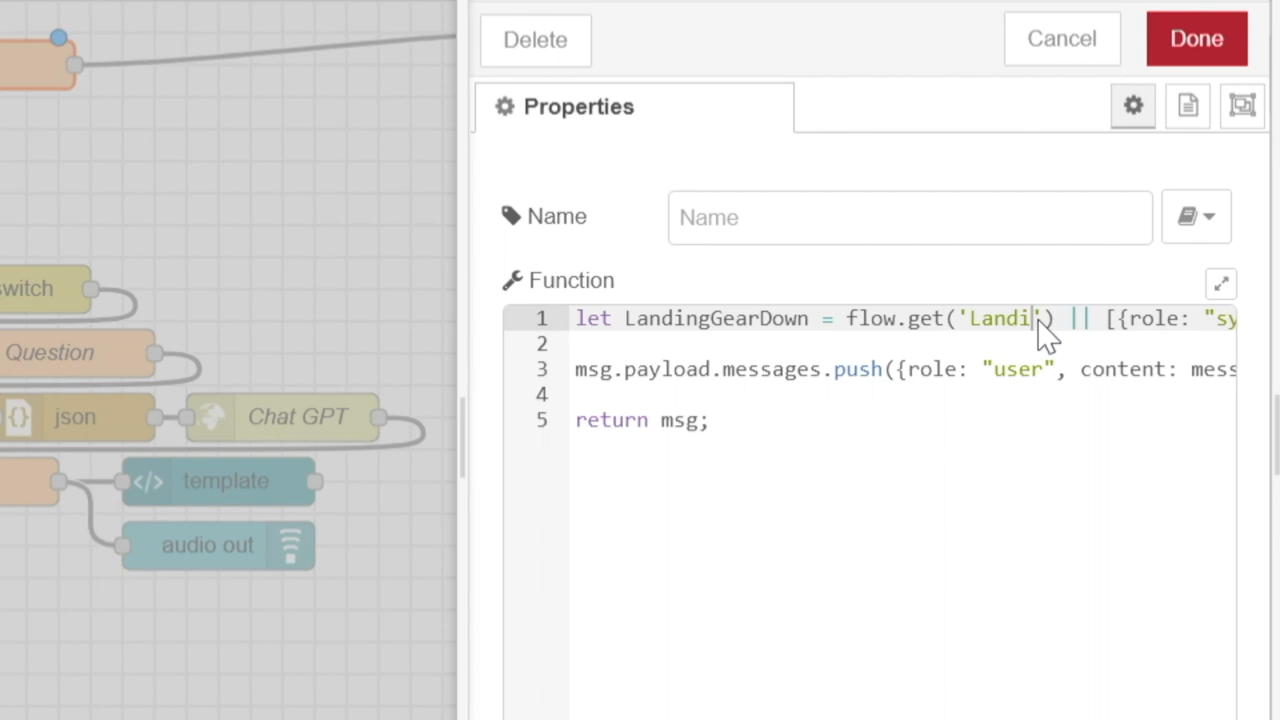 Delete
Cancel
Done
Properties
Name
Name
Function
1 let LandingGearDown = flow.get('Landi') || [{role: "sy
2
3 msg.payload.messages.push({role: "user", content: mess
4
5 return msg;
switch
Question
{} json
Chat GPT
</> template
audio out